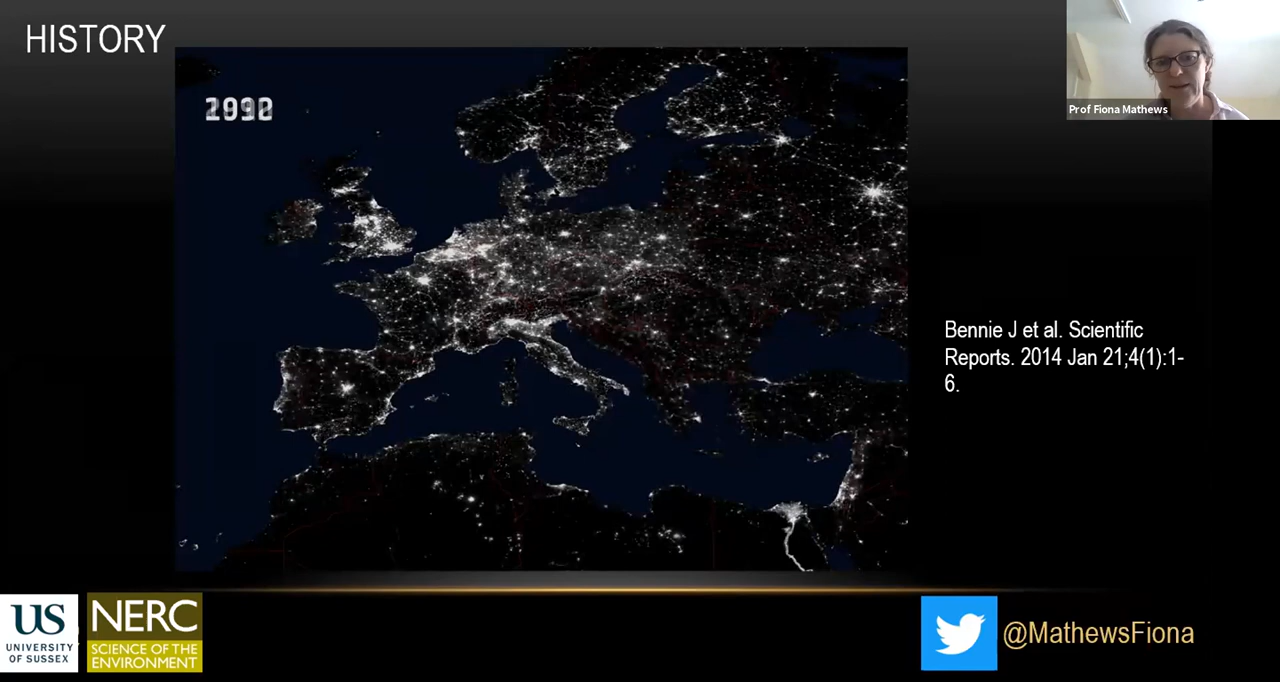 HISTORY
Prof Fiona Mathews
Bennie J et al. Scientific
Reports. 2014 Jan 21;4(1):1-
6.
US
UNIVERSITY
OF SUSSEX
NERC
SCIENCE OF THE
ENVIRONMENT
@MathewsFiona